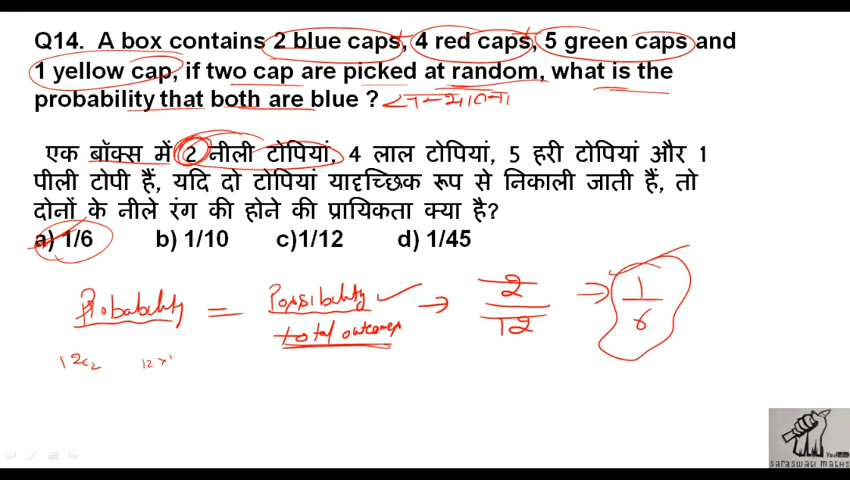 Q14. A box contains 2 blue caps, 4 red caps, 5 green caps and
1 yellow cap, if two cap are picked at random, what is the
probability that both are blue ?
एक बॉक्स में 2 नीली टोपियां, 4 लाल टोपियां, 5 हरी टोपियां और 1
पीली टोपी हैं, यदि दो टोपियां यादृच्छिक रूप से निकाली जाती हैं, तो
दोनों के नीले रंग की होने की प्रायिकता क्या है?
a) 1/6 b) 1/10 c)1/12 d) 1/45
Probability = Possibility → 2 → 1
total outcomes 12 6
12c2 12x1
YouTube
saraswati maths